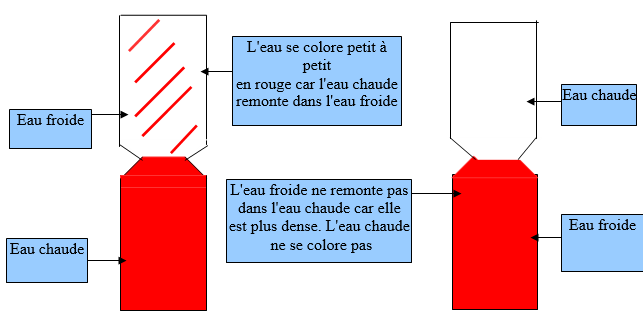 L'eau se colore petit à
petit
en rouge car l'eau chaude
remonte dans l'eau froide
Eau froide
Eau chaude
Eau chaude
L'eau froide ne remonte pas
dans l'eau chaude car elle
est plus dense. L'eau chaude
ne se colore pas
Eau froide